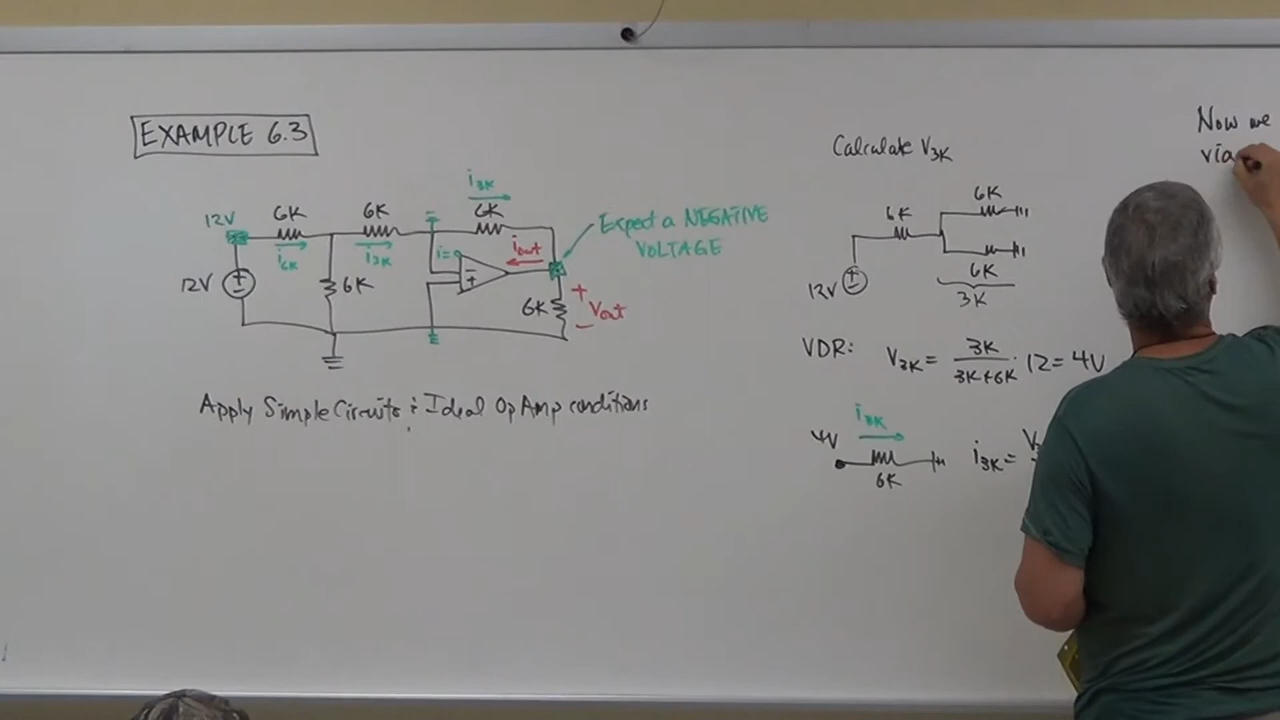 EXAMPLE 6.3
12V
6K
6K
i3K
6K
i6K
i3K
i=0
iout
Expect a NEGATIVE
VOLTAGE
12V
6K
6K
+
Vout
−
Apply Simple Circuits & Ideal Op Amp conditions
Calculate V3K
6K
6K
12V
6K
3K
VDR: V3K = 3K / 3K+6K · 12 = 4V
4V
i3K
6K
i3K = V
Now we
via